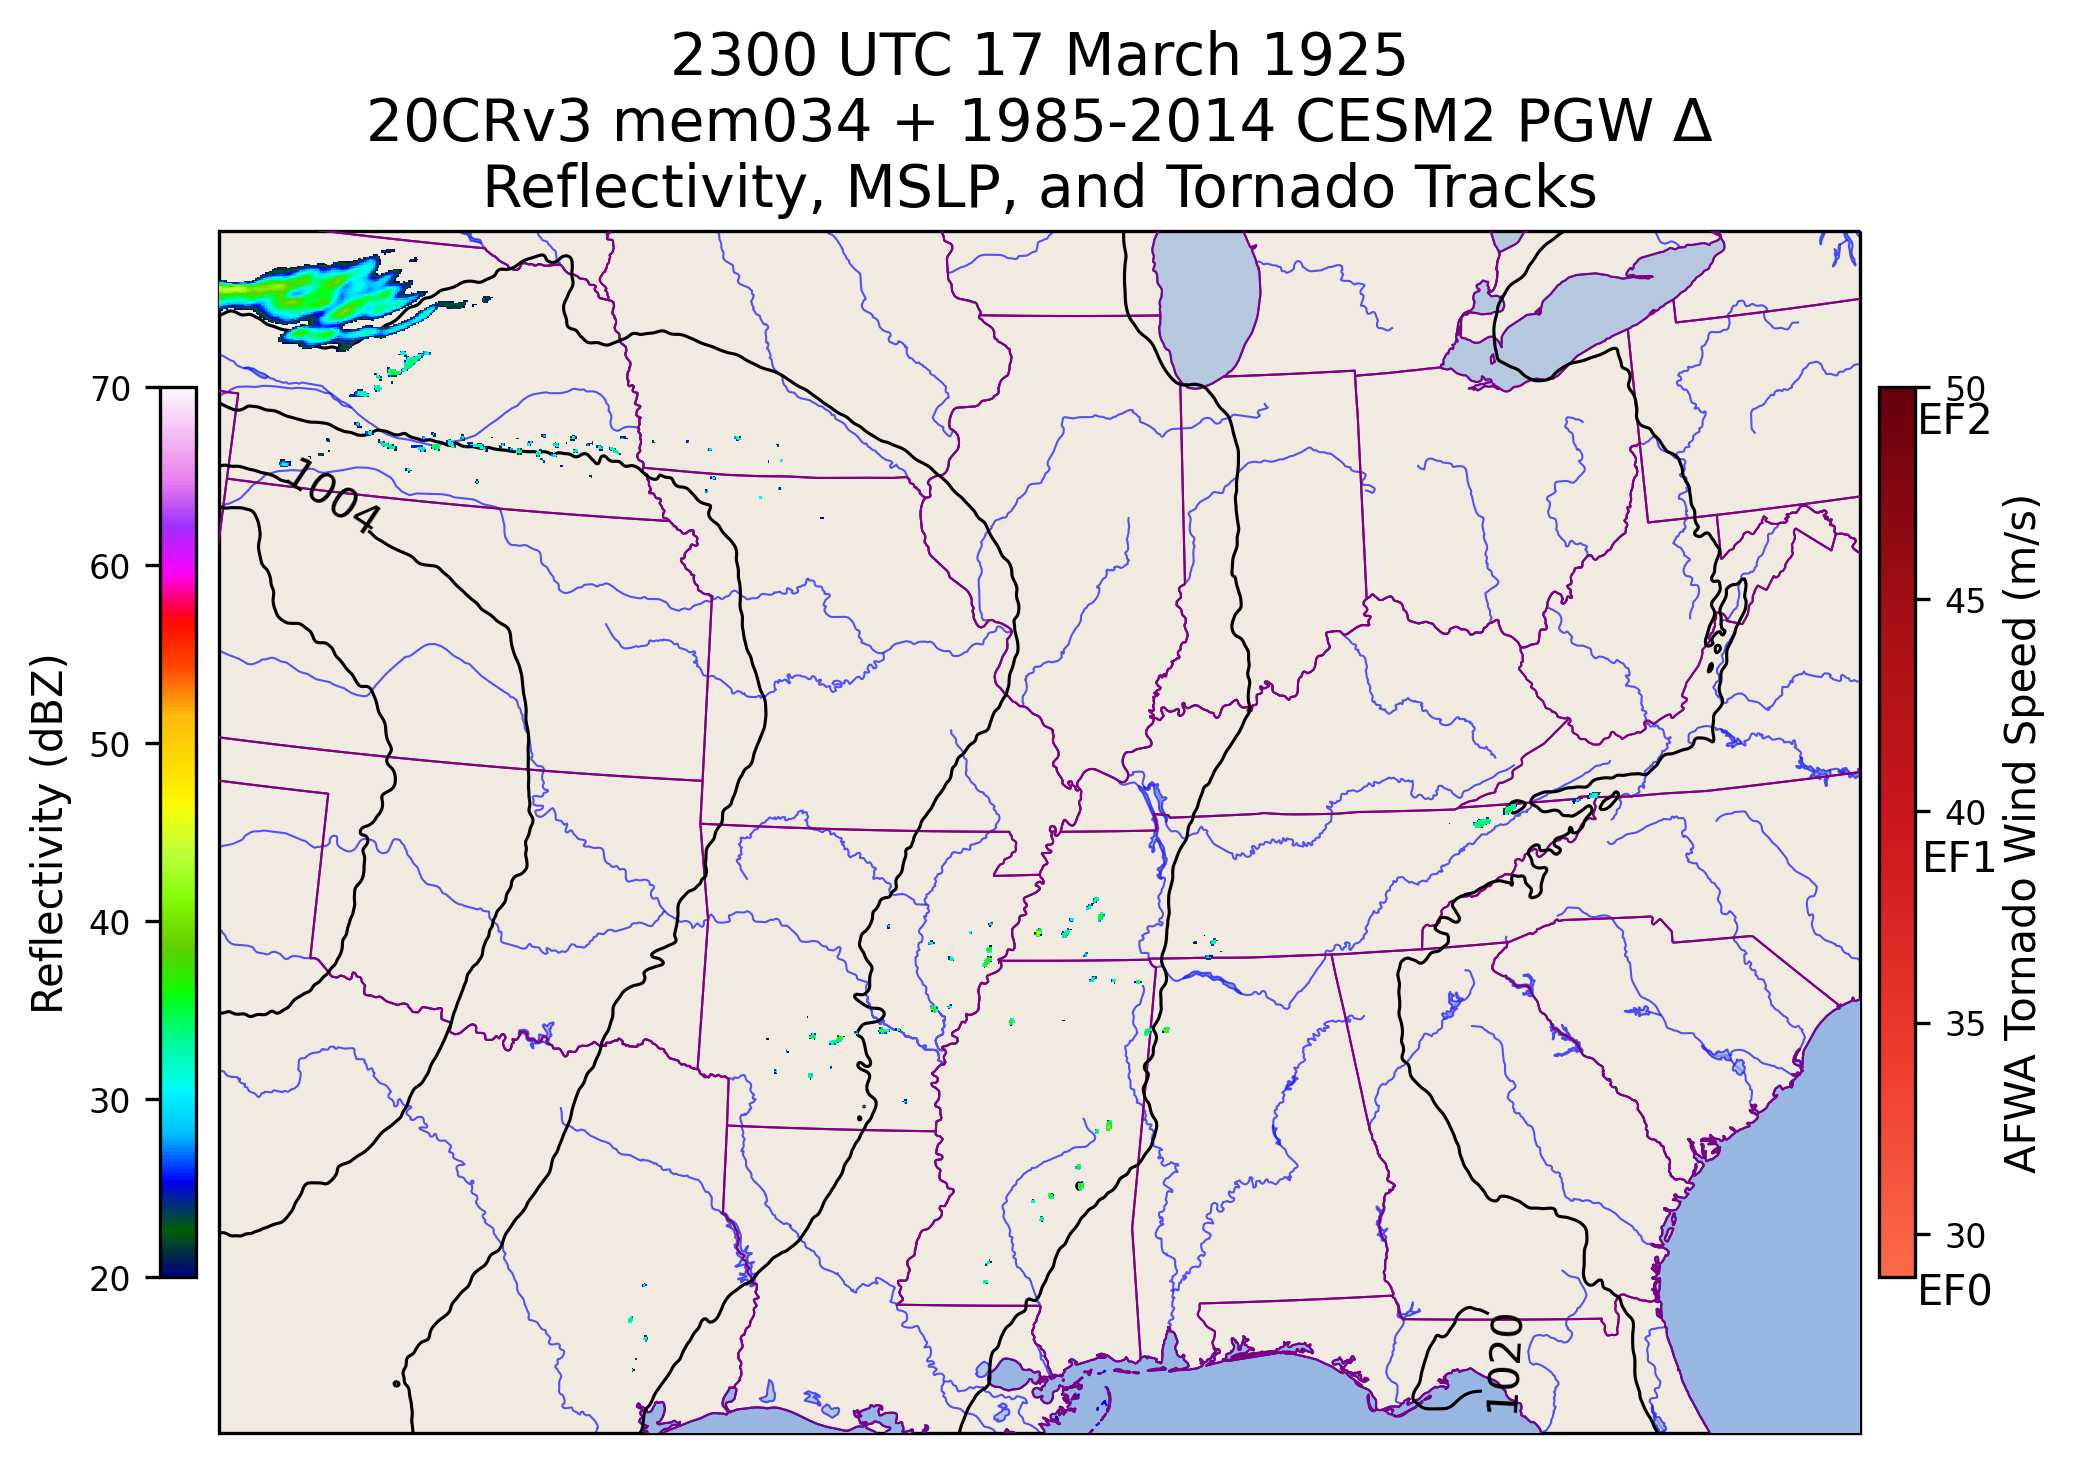 2300 UTC 17 March 1925
20CRv3 mem034 + 1985-2014 CESM2 PGW Δ
Reflectivity, MSLP, and Tornado Tracks
70
60
50
40
30
20
Reflectivity (dBZ)
1004
1020
50
EF2
45
40
EF1
35
30
EF0
AFWA Tornado Wind Speed (m/s)